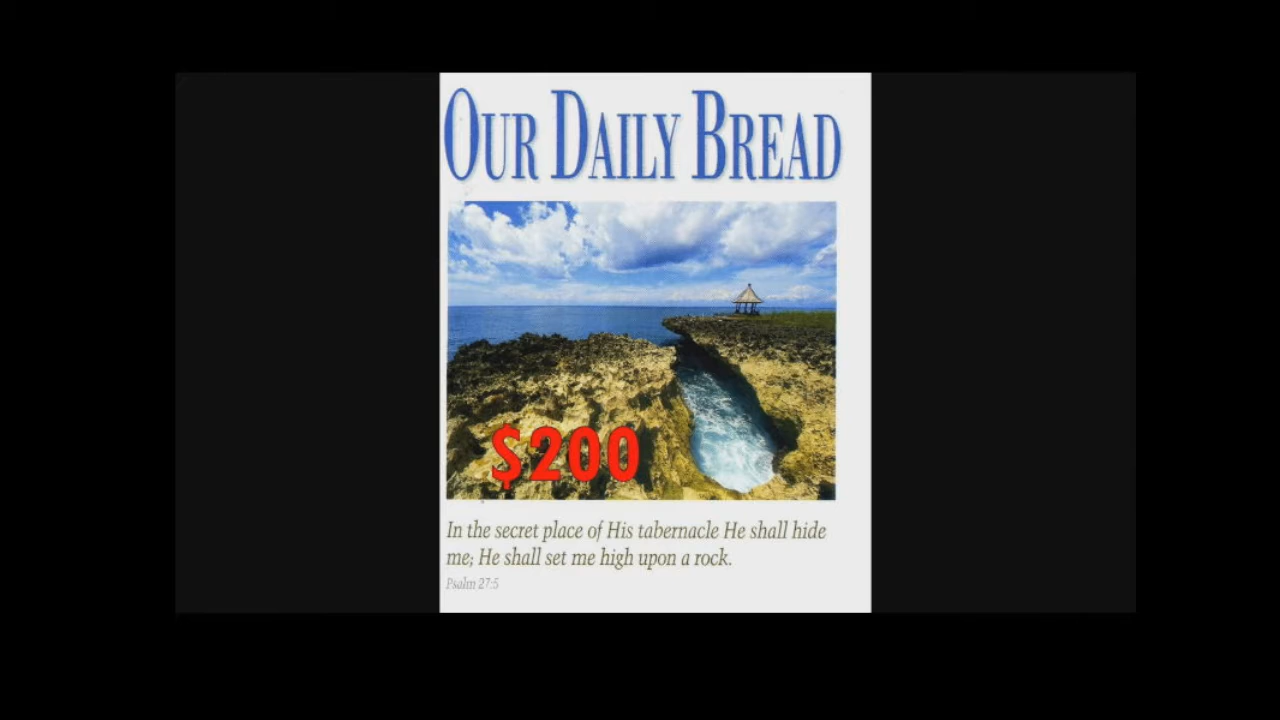 OUR DAILY BREAD
$200
In the secret place of His tabernacle He shall hide
me; He shall set me high upon a rock.
Psalm 27:5